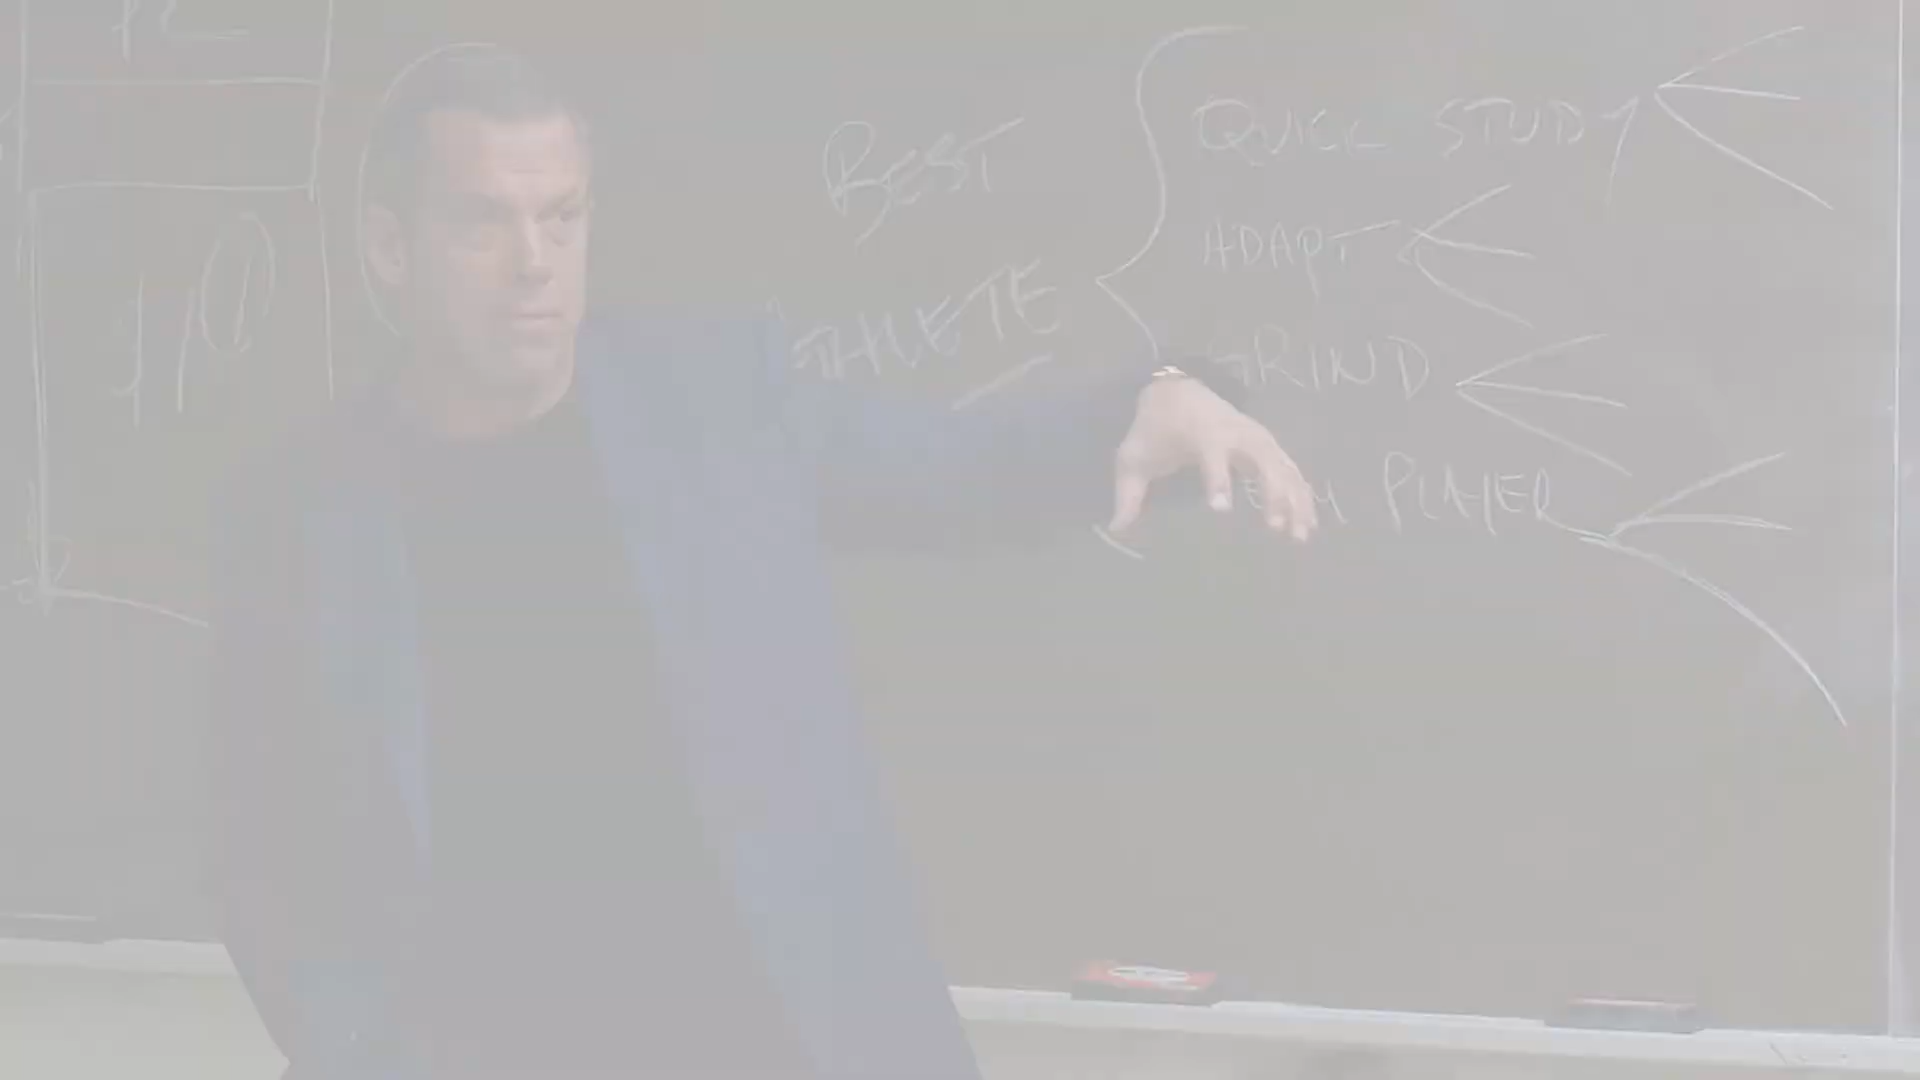 BEST
ATHLETE
QUICK STUDY
ADAPT
GRIND
PLAYER